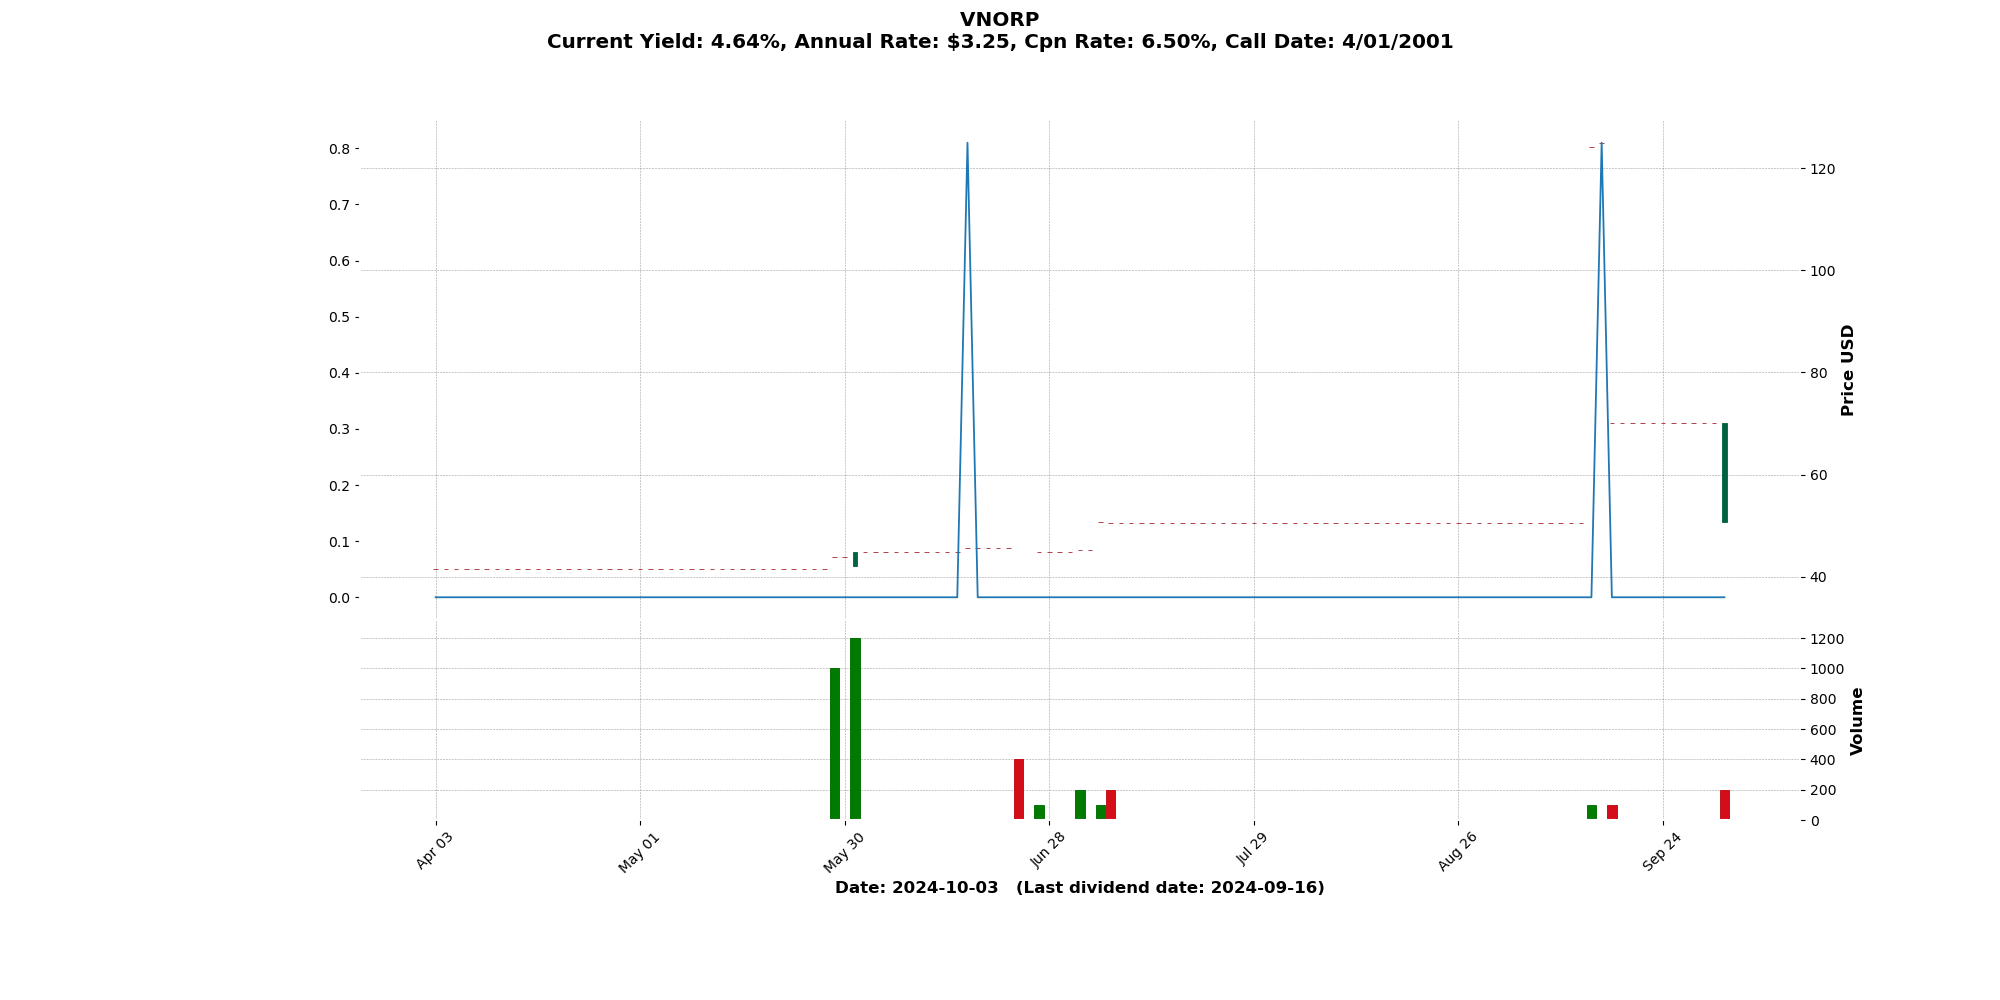 VNORP
Current Yield: 4.64%, Annual Rate: $3.25, Cpn Rate: 6.50%, Call Date: 4/01/2001
0.8
0.7
0.6
0.5
0.4
0.3
0.2
0.1
0.0
120
100
80
60
40
Price USD
1200
1000
800
600
400
200
0
Volume
Apr 03
May 01
May 30
Jun 28
Jul 29
Aug 26
Sep 24
Date: 2024-10-03 (Last dividend date: 2024-09-16)